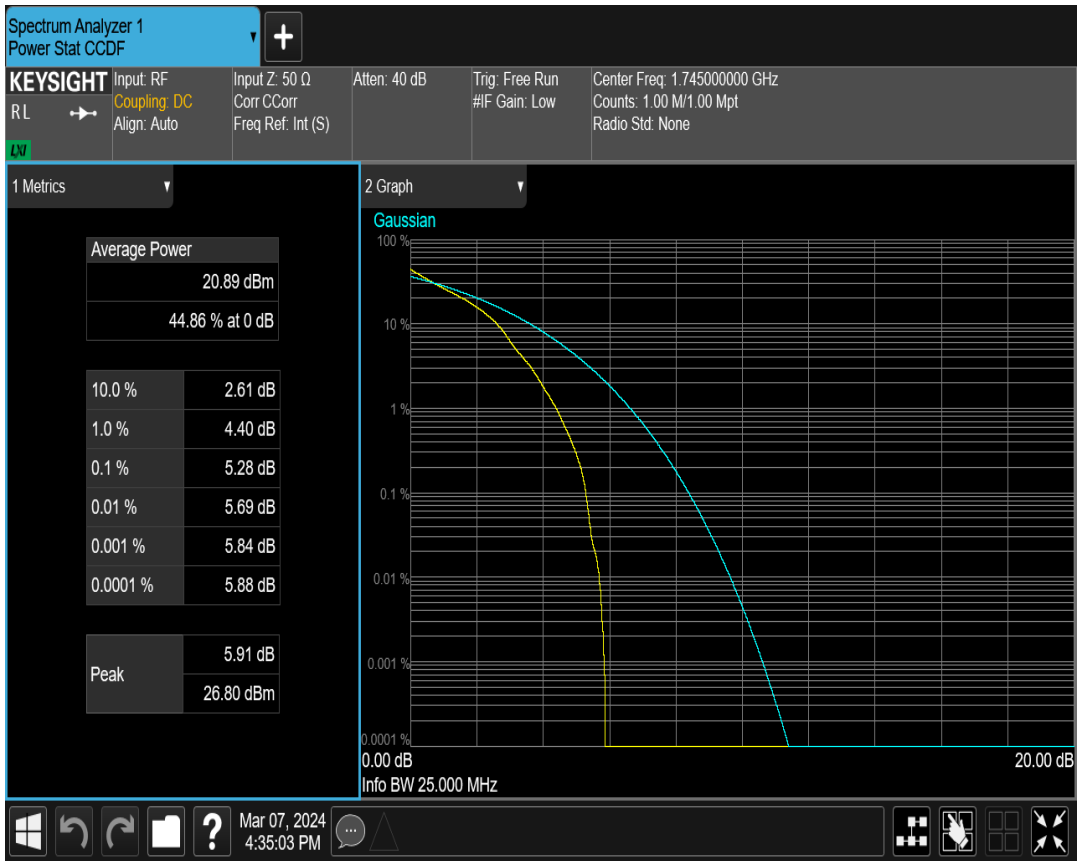 Spectrum Analyzer 1
Power Stat CCDF
+
KEYSIGHT
RL
LXI
Input: RF
Coupling: DC
Align: Auto
Input Z: 50 Ω
Corr CCorr
Freq Ref: Int (S)
Atten: 40 dB
Trig: Free Run
#IF Gain: Low
Center Freq: 1.745000000 GHz
Counts: 1.00 M/1.00 Mpt
Radio Std: None
1 Metrics
Average Power
20.89 dBm
44.86 % at 0 dB
10.0 % 2.61 dB
1.0 % 4.40 dB
0.1 % 5.28 dB
0.01 % 5.69 dB
0.001 % 5.84 dB
0.0001 % 5.88 dB
Peak
5.91 dB
26.80 dBm
2 Graph
Gaussian
100 %
10 %
1 %
0.1 %
0.01 %
0.001 %
0.0001 %
0.00 dB
20.00 dB
Info BW 25.000 MHz
?
Mar 07, 2024
4:35:03 PM